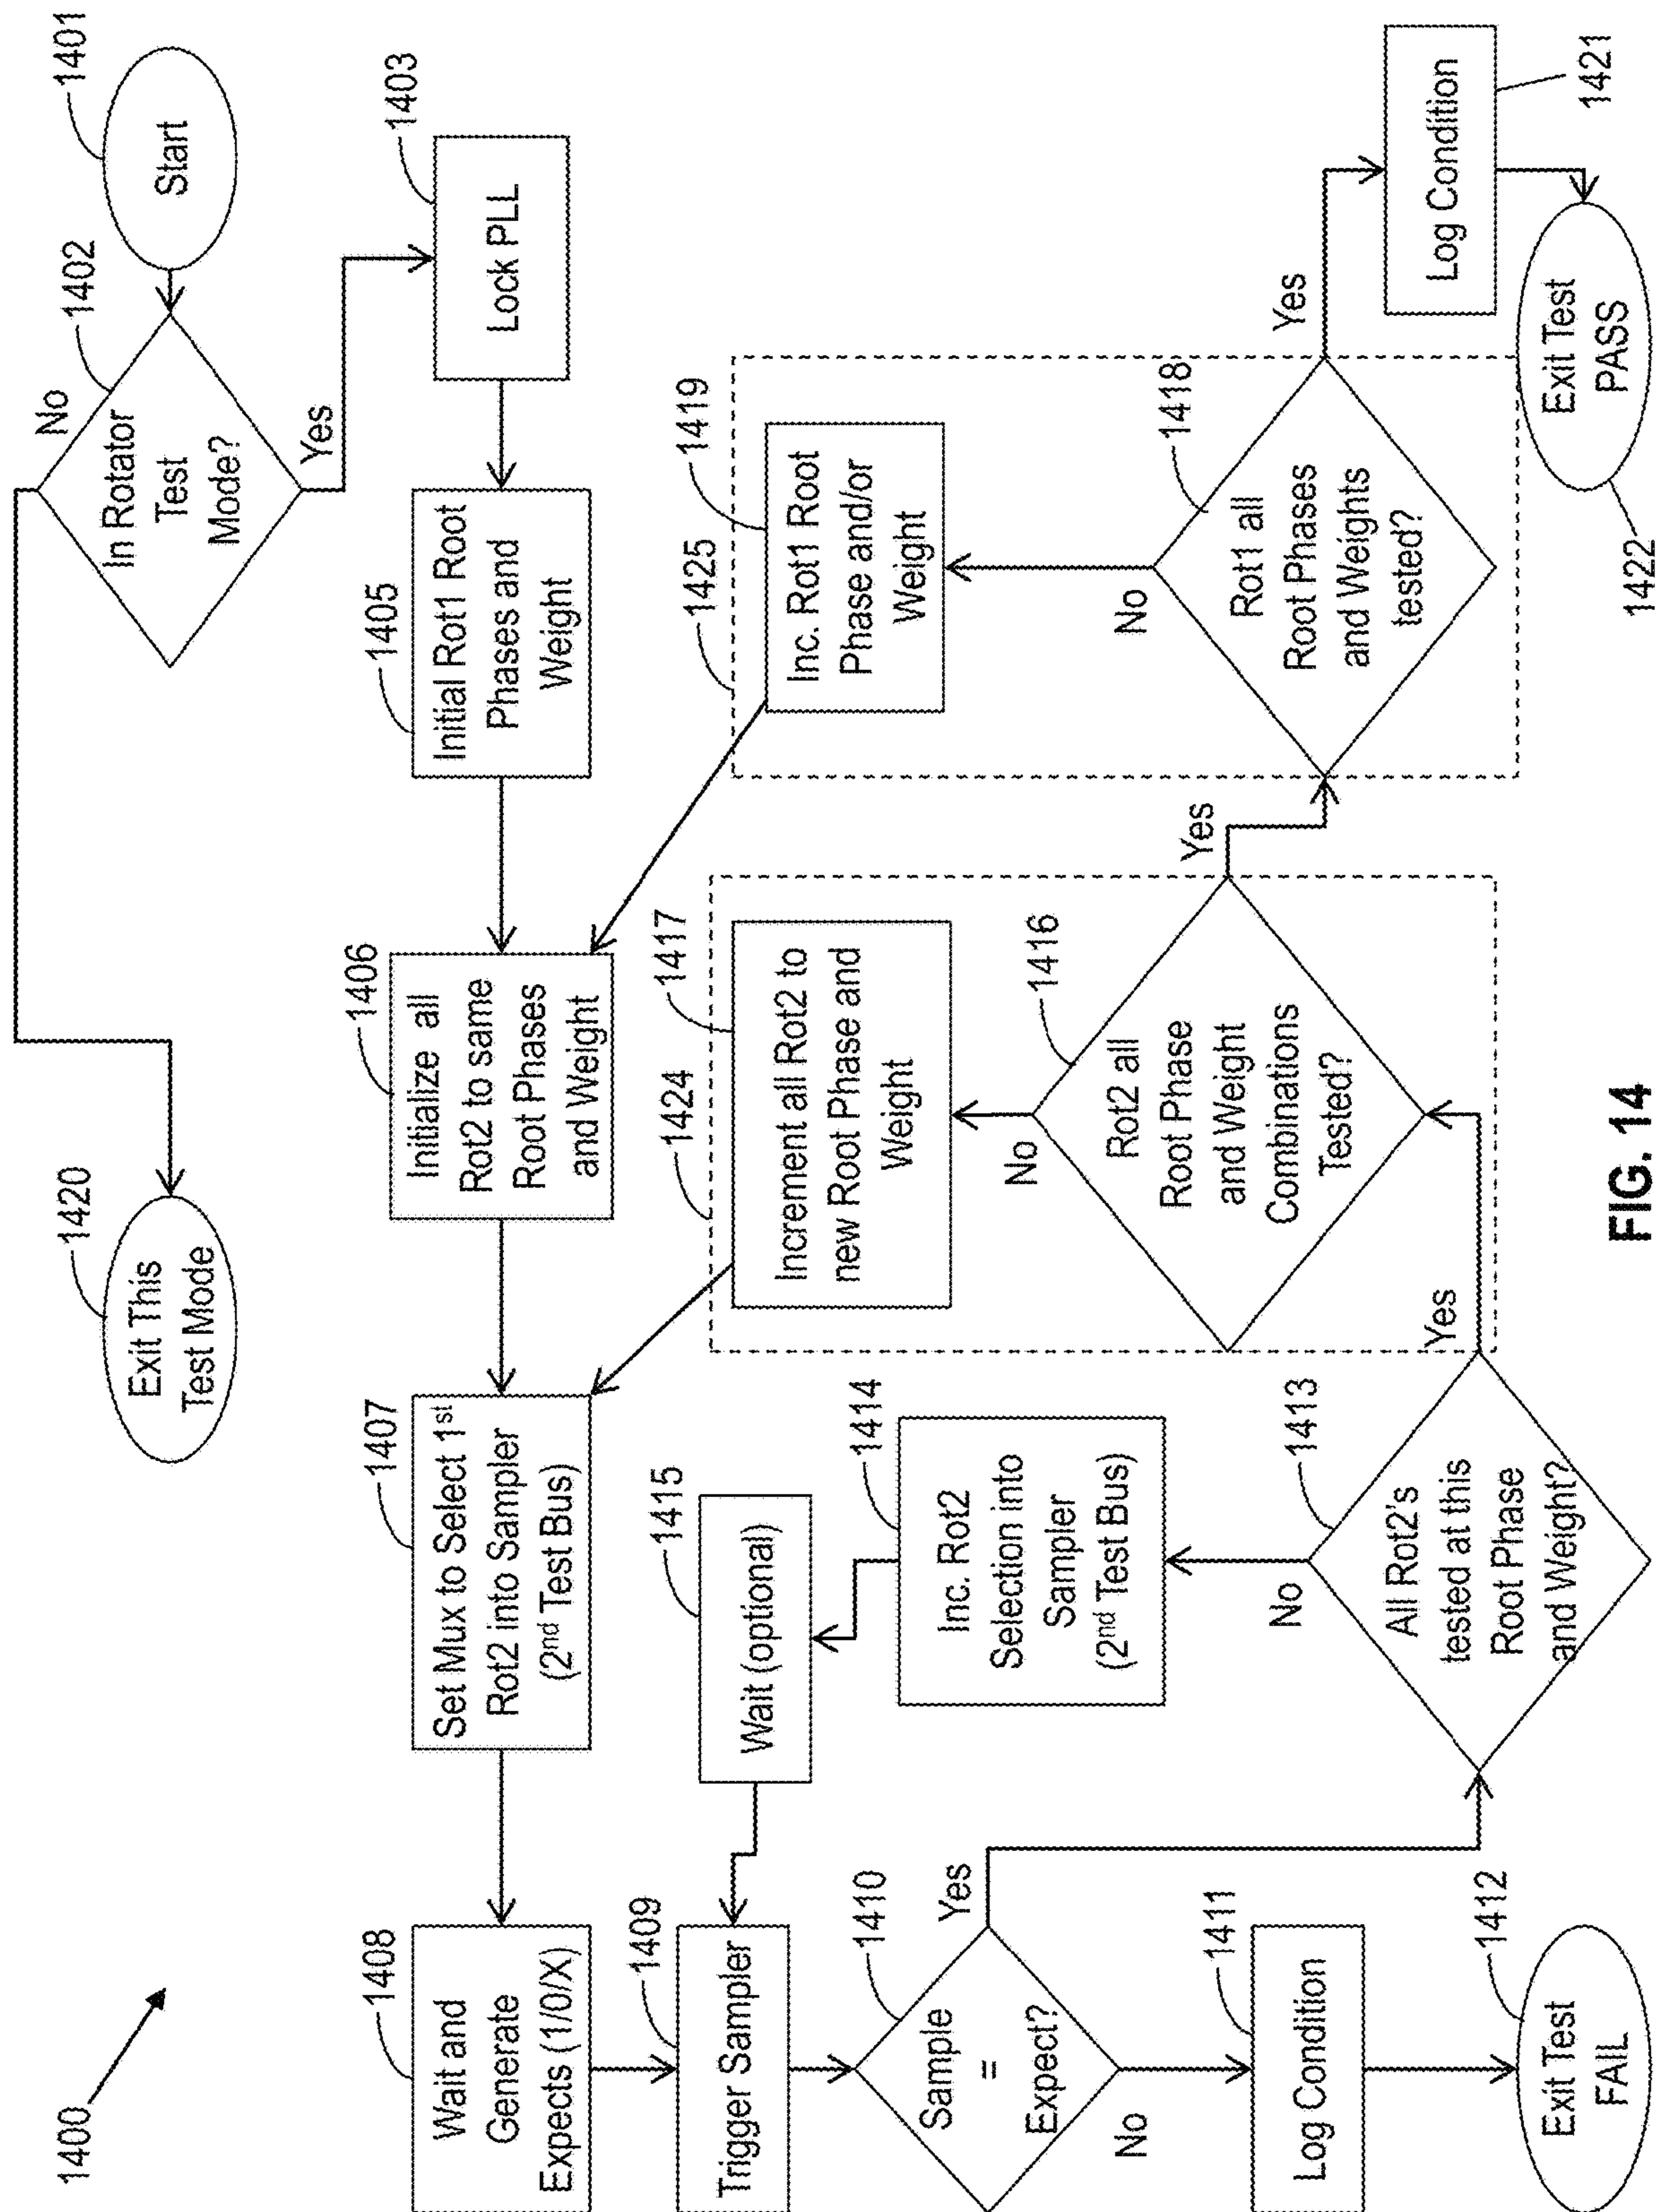 1400
1401
Start
1402
In Rotator
Test
Mode?
No
Yes
1420
Exit This
Test Mode
1403
Lock PLL
1405
Initial Rot1 Root
Phases and
Weight
1406
Initialize all
Rot2 to same
Root Phases
and Weight
1407
Set Mux to Select 1st
Rot2 into Sampler
(2nd Test Bus)
1408
Wait and
Generate
Expects (1/0/X)
1409
Trigger Sampler
1410
Sample
=
Expect?
Yes
No
1411
Log Condition
1412
Exit Test
FAIL
1413
All Rot2's
tested at this
Root Phase
and Weight?
No
Yes
1414
Inc. Rot2
Selection into
Sampler
(2nd Test Bus)
1415
Wait (optional)
1424
1416
Rot2 all
Root Phase
and Weight
Combinations
Tested?
No
Yes
1417
Increment all Rot2 to
new Root Phase and
Weight
1425
1418
Rot1 all
Root Phases
and Weights
tested?
No
Yes
1419
Inc. Rot1 Root
Phase and/or
Weight
1421
Log Condition
1422
Exit Test
PASS
FIG. 14